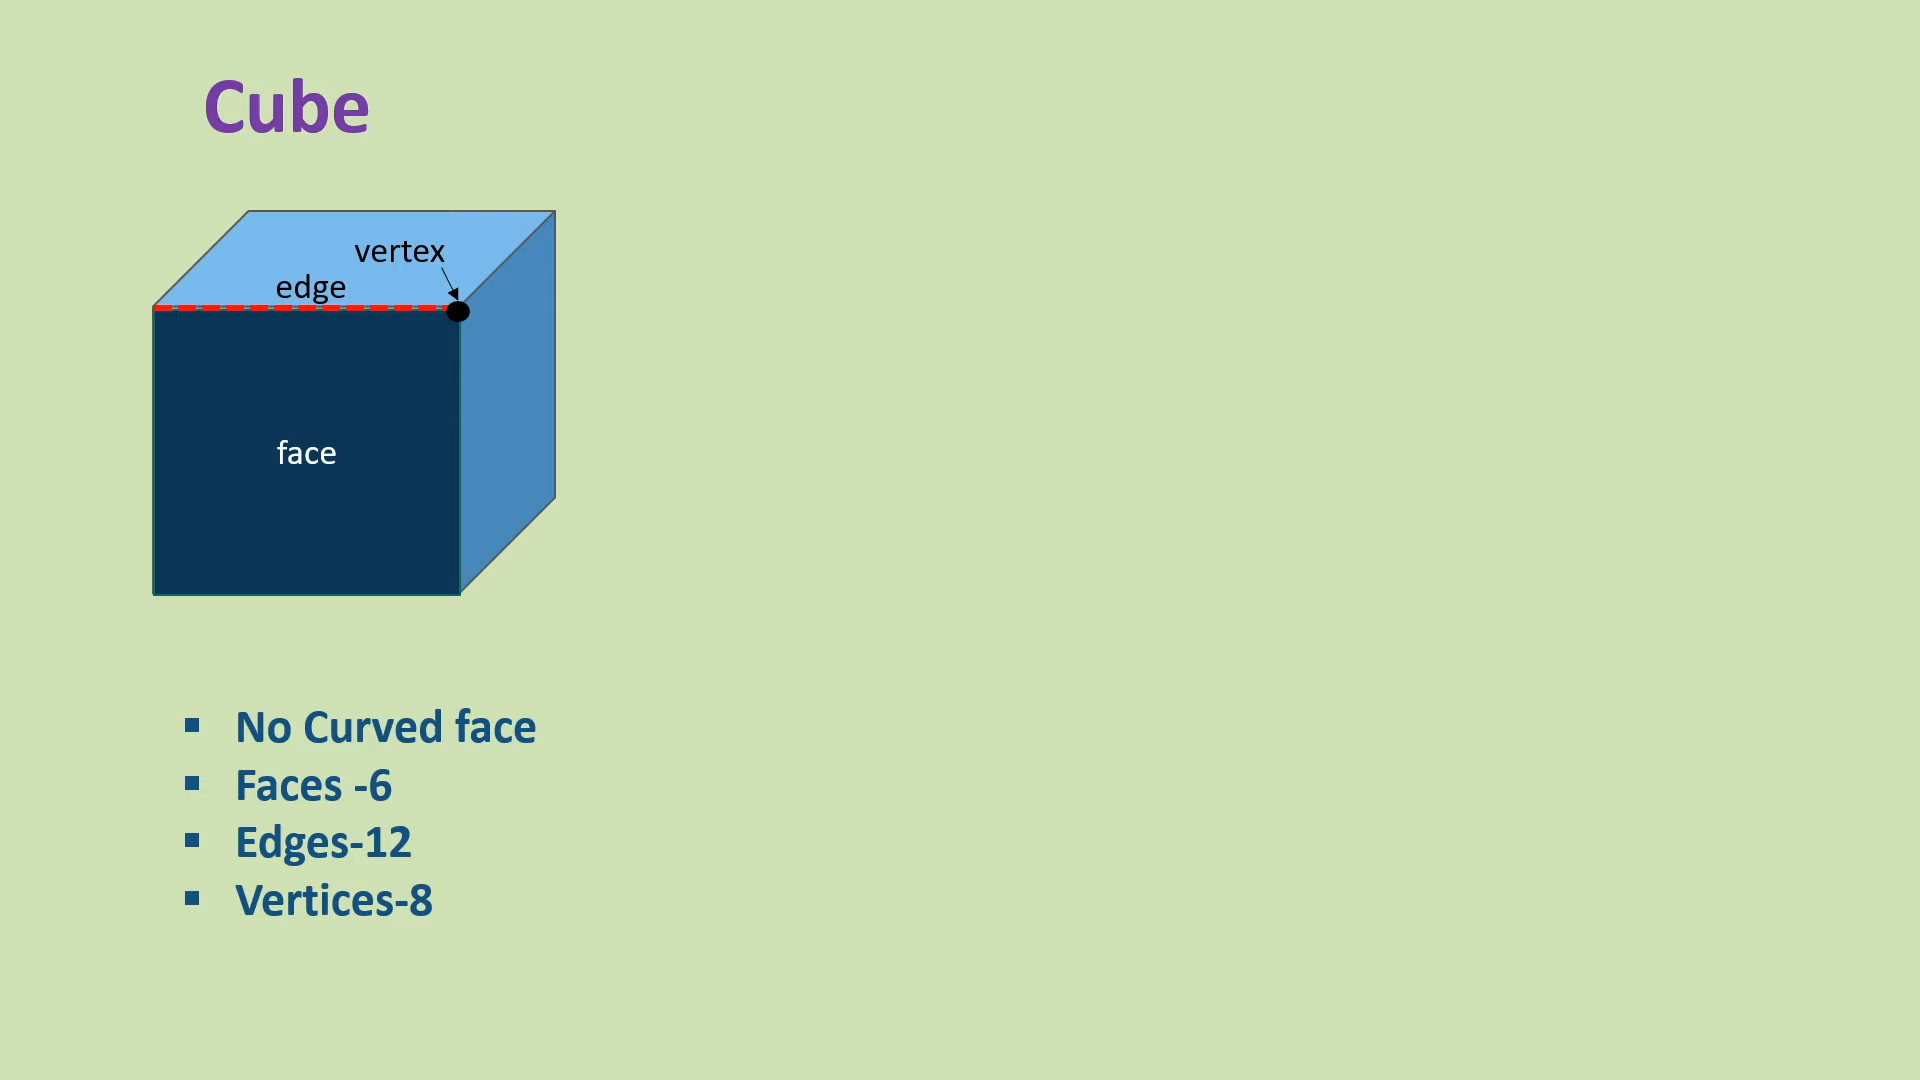 Cube
vertex
edge
face
▪ No Curved face
▪ Faces -6
▪ Edges-12
▪ Vertices-8